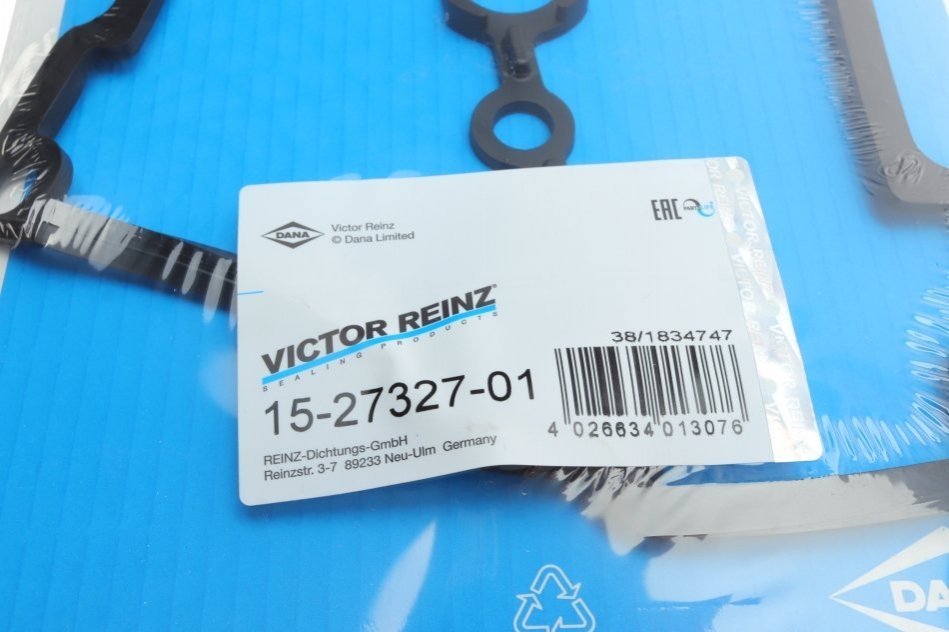 DANA
Victor Reinz
© Dana Limited
EAC
VICTOR REINZ®
SEALING PRODUCTS
15-27327-01
REINZ-Dichtungs-GmbH
Reinzstr. 3-7 89233 Neu-Ulm Germany
38/1834747
4 026634 013076
DA